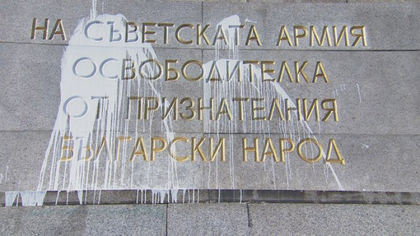 НА СЪВЕТСКАТА АРМИЯ
ОСВОБОДИТЕЛКА
ОТ ПРИЗНАТЕЛНИЯ
БЪЛГАРСКИ НАРОД